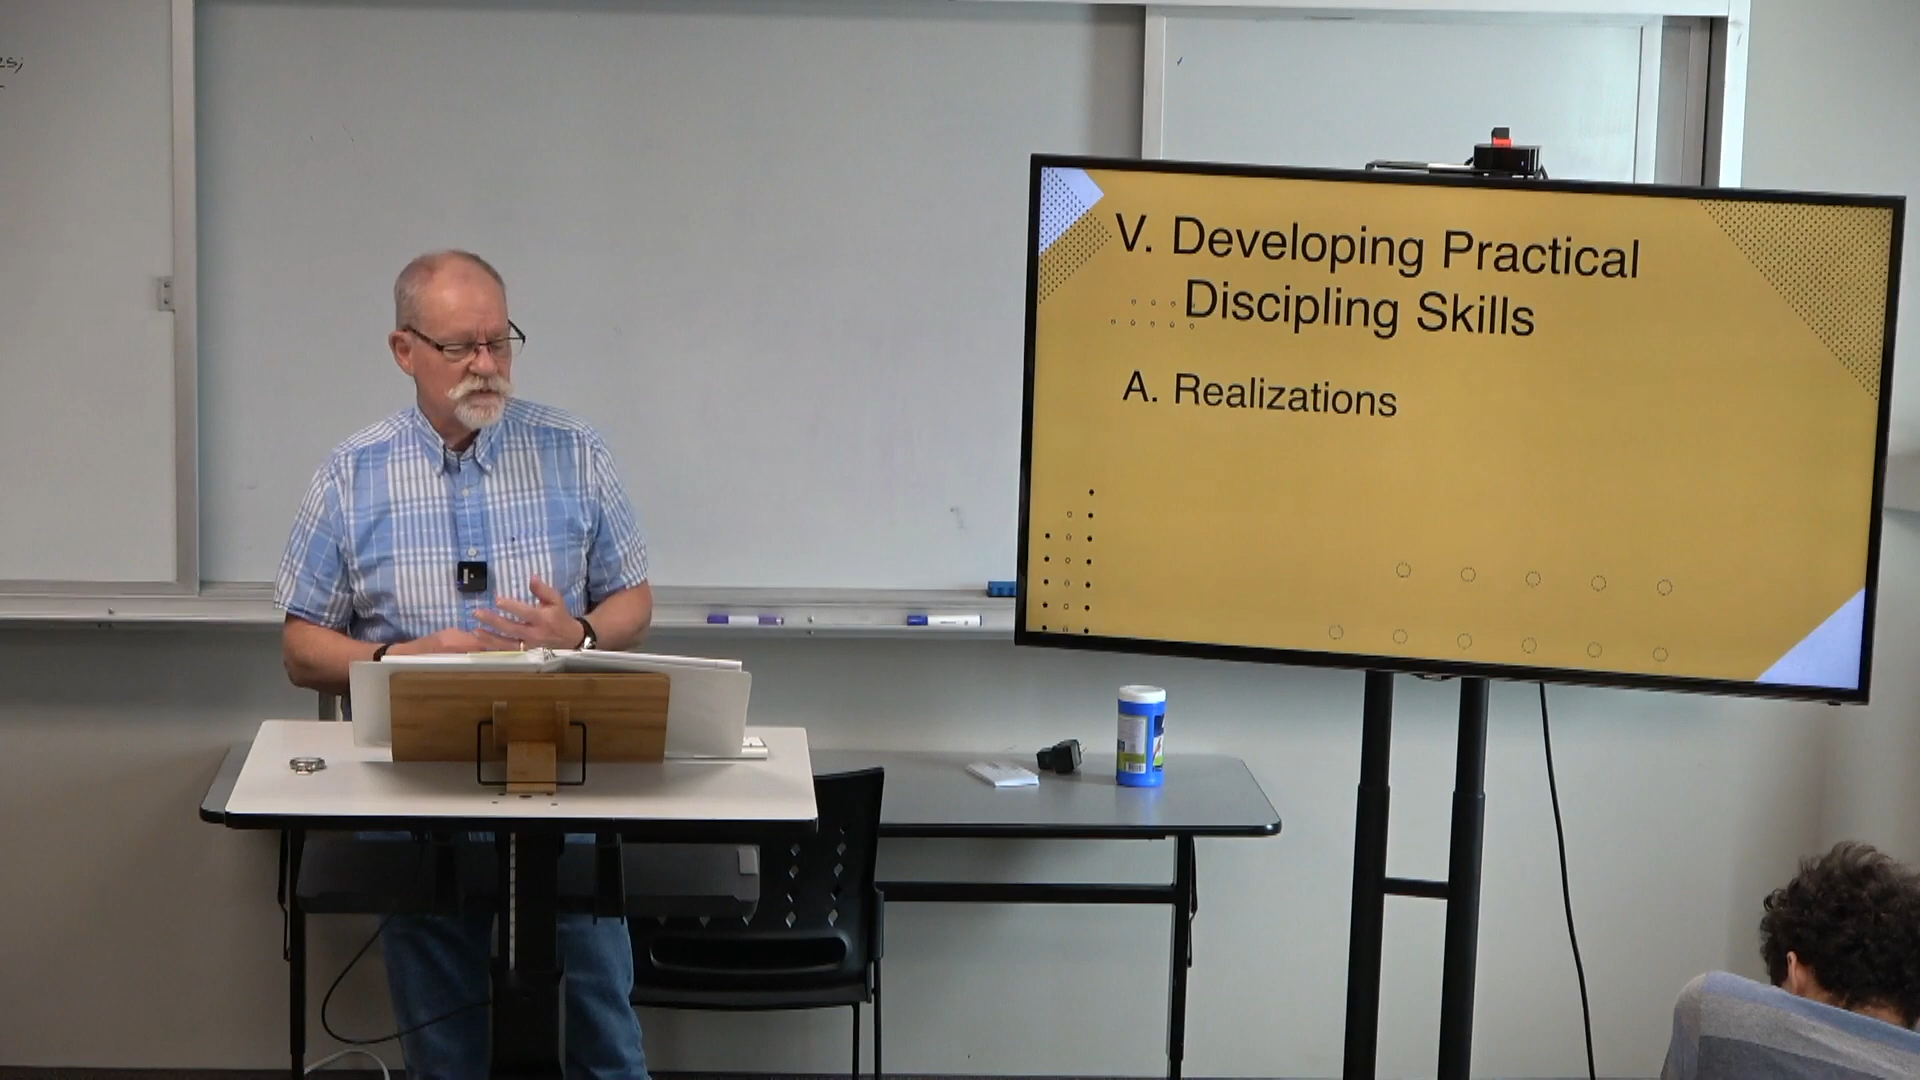 V. Developing Practical
Discipling Skills
A. Realizations